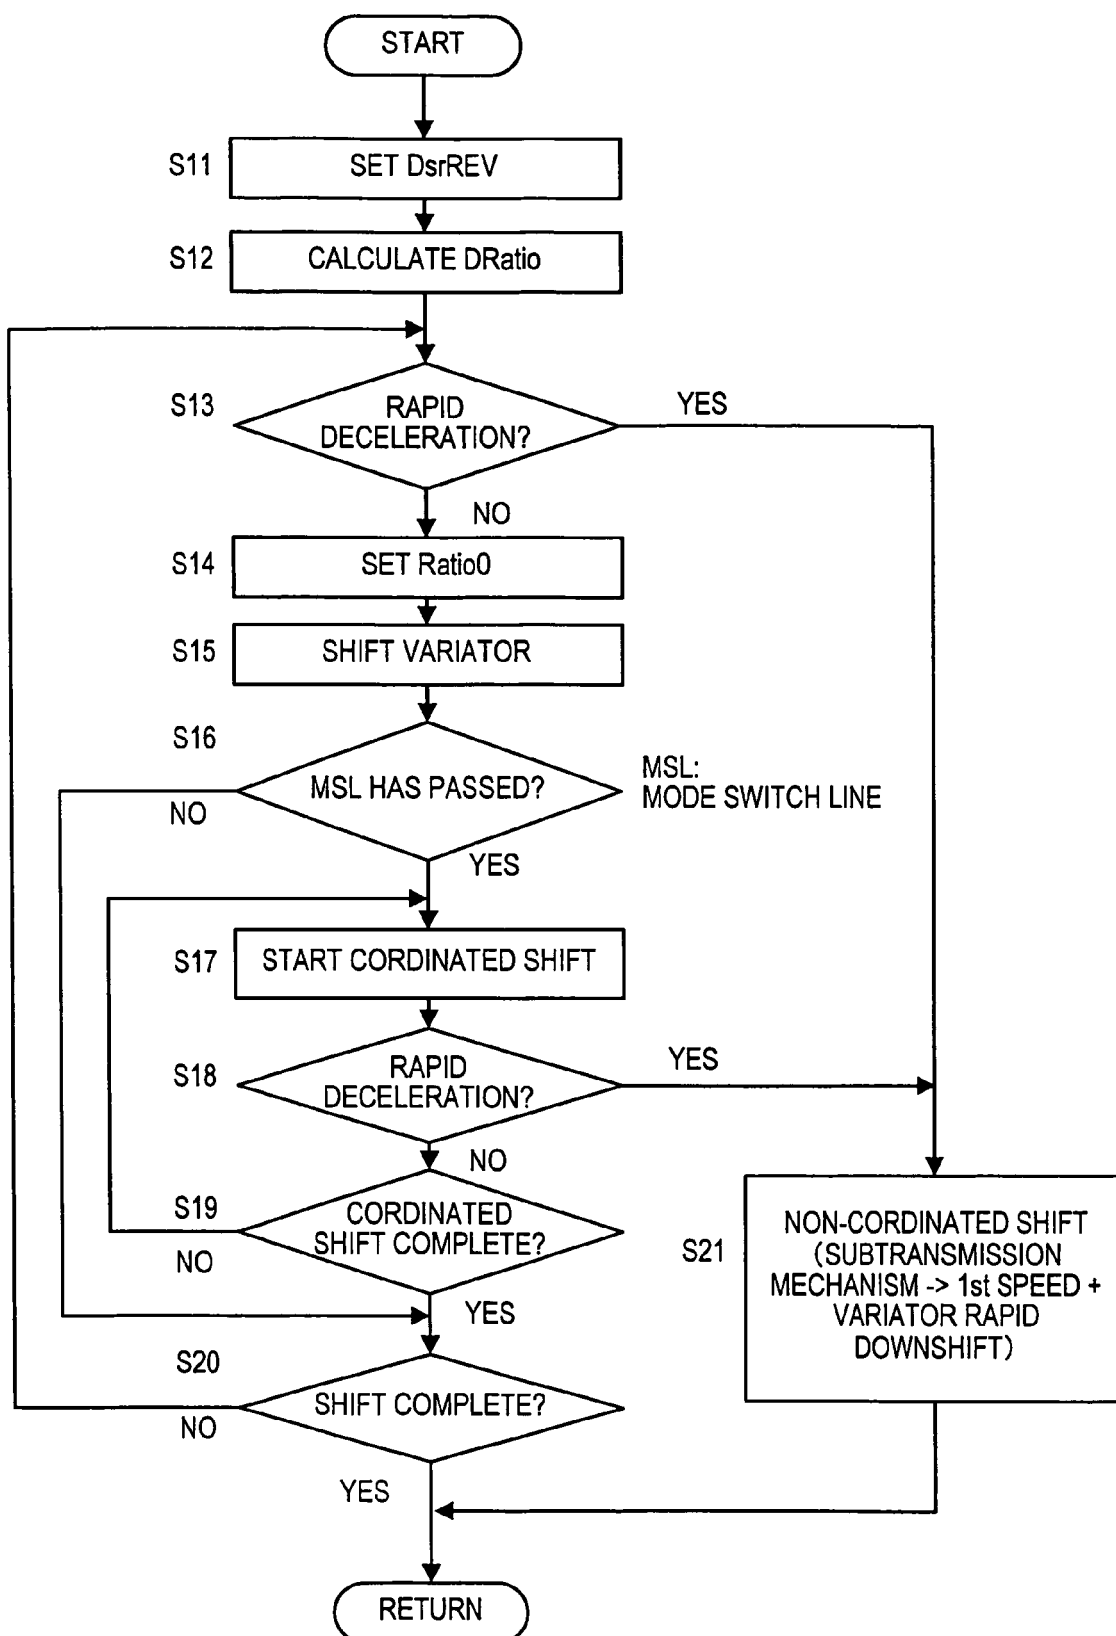 START
S11
SET DsrREV
S12
CALCULATE DRatio
S13
RAPID
DECELERATION?
YES
NO
S14
SET Ratio0
S15
SHIFT VARIATOR
S16
MSL HAS PASSED?
MSL:
MODE SWITCH LINE
NO
YES
S17
START CORDINATED SHIFT
S18
RAPID
DECELERATION?
YES
NO
S19
CORDINATED
SHIFT COMPLETE?
NO
YES
S21
NON-CORDINATED SHIFT
(SUBTRANSMISSION
MECHANISM -> 1st SPEED +
VARIATOR RAPID
DOWNSHIFT)
S20
SHIFT COMPLETE?
NO
YES
RETURN